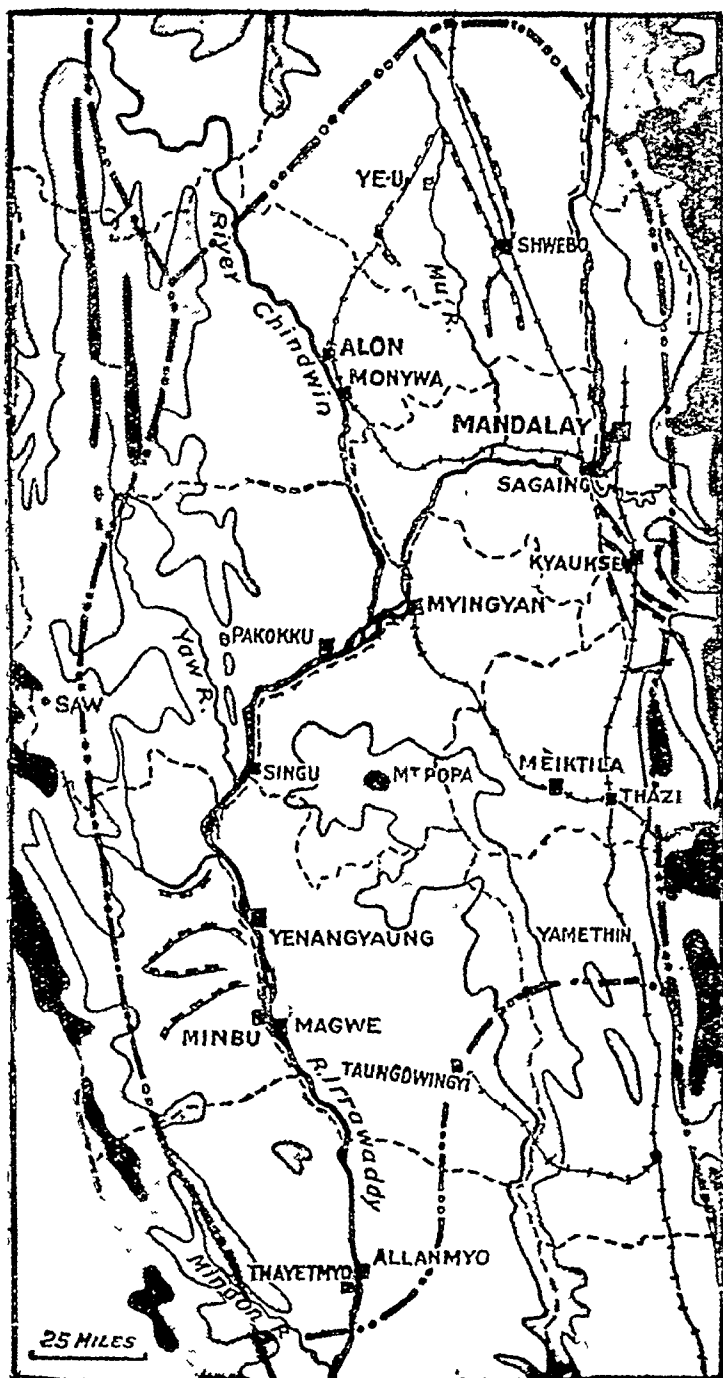 YE-U
SHWEBO
River Chindwin
Mu R.
ALON
MONYWA
MANDALAY
SAGAING
KYAUKSE
MYINGYAN
PAKOKKU
Yaw R.
SAW
SINGU
MT POPA
MEIKTILA
THAZI
YENANGYAUNG
YAMETHIN
MINBU
MAGWE
TAUNGDWINGYI
R. Irrawaddy
ALLANMYO
THAYETMYO
Mindon R.
25 MILES